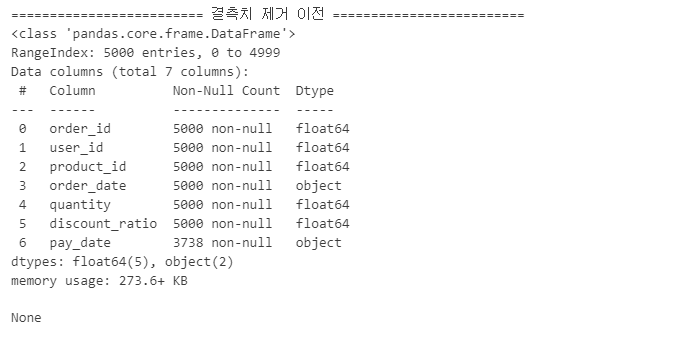 ========================= 결측치 제거 이전 =========================
<class 'pandas.core.frame.DataFrame'>
RangeIndex: 5000 entries, 0 to 4999
Data columns (total 7 columns):
 #   Column          Non-Null Count  Dtype
---  ------          --------------  -----
 0   order_id        5000 non-null   float64
 1   user_id         5000 non-null   float64
 2   product_id      5000 non-null   float64
 3   order_date      5000 non-null   object
 4   quantity        5000 non-null   float64
 5   discount_ratio  5000 non-null   float64
 6   pay_date        3738 non-null   object
dtypes: float64(5), object(2)
memory usage: 273.6+ KB
None